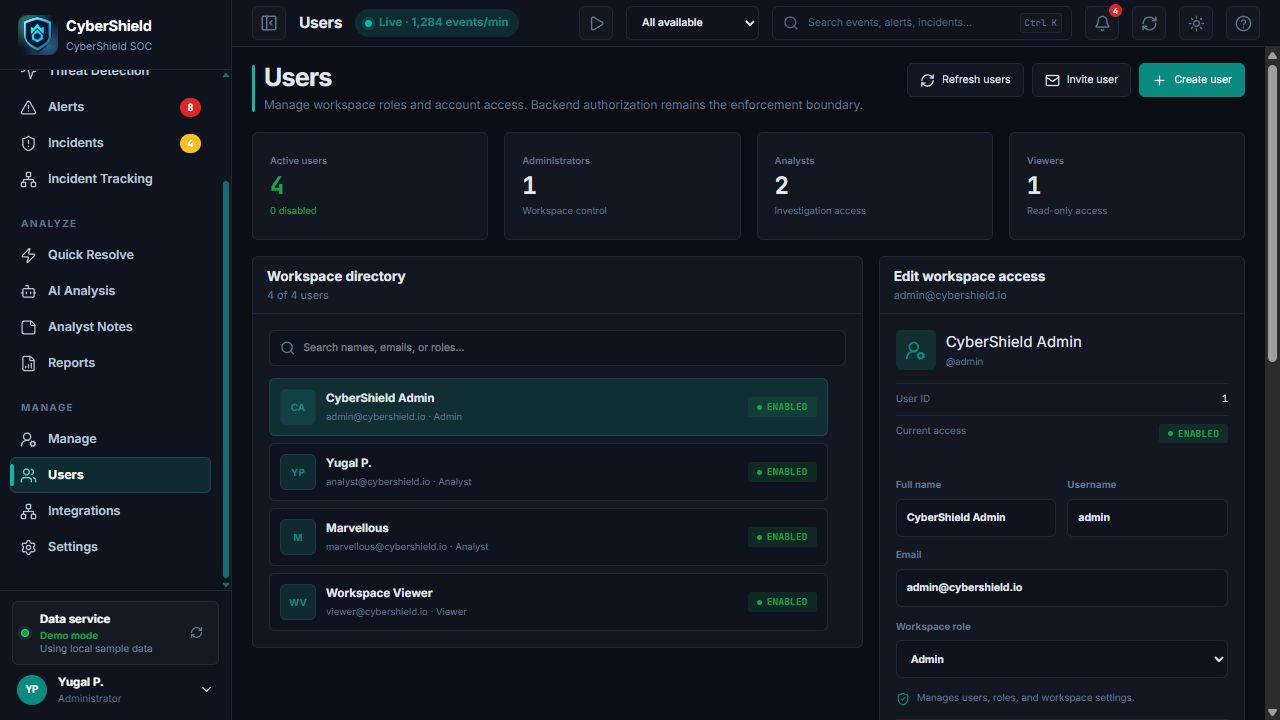 CyberShield
CyberShield SOC
Threat Detection
Alerts
8
Incidents
4
Incident Tracking
ANALYZE
Quick Resolve
AI Analysis
Analyst Notes
Reports
MANAGE
Manage
Users
Integrations
Settings
Data service
Demo mode
Using local sample data
YP
Yugal P.
Administrator
Users
Live · 1,284 events/min
All available
Search events, alerts, incidents...
Ctrl K
4
Users
Manage workspace roles and account access. Backend authorization remains the enforcement boundary.
Refresh users
Invite user
Create user
Active users
4
0 disabled
Administrators
1
Workspace control
Analysts
2
Investigation access
Viewers
1
Read-only access
Workspace directory
4 of 4 users
Search names, emails, or roles...
CA
CyberShield Admin
admin@cybershield.io · Admin
ENABLED
YP
Yugal P.
analyst@cybershield.io · Analyst
ENABLED
M
Marvellous
marvellous@cybershield.io · Analyst
ENABLED
WV
Workspace Viewer
viewer@cybershield.io · Viewer
ENABLED
Edit workspace access
admin@cybershield.io
CyberShield Admin
@admin
User ID
1
Current access
ENABLED
Full name
Username
CyberShield Admin
admin
Email
admin@cybershield.io
Workspace role
Admin
Manages users, roles, and workspace settings.